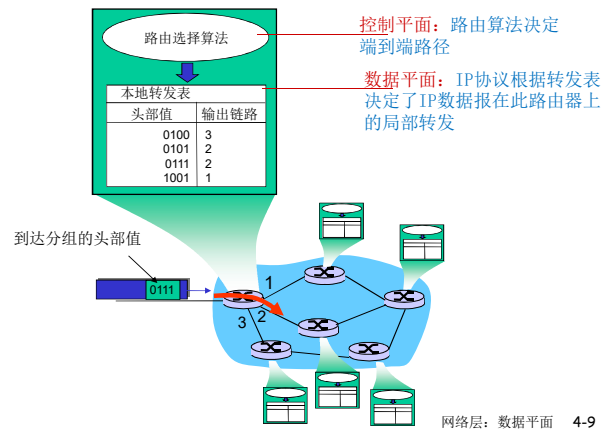 路由选择算法
控制平面：路由算法决定
端到端路径
本地转发表
头部值 输出链路
0100 3
0101 2
0111 2
1001 1
数据平面：IP协议根据转发表
决定了IP数据报在此路由器上
的局部转发
到达分组的头部值
0111
1
2
3
网络层：数据平面 4-9